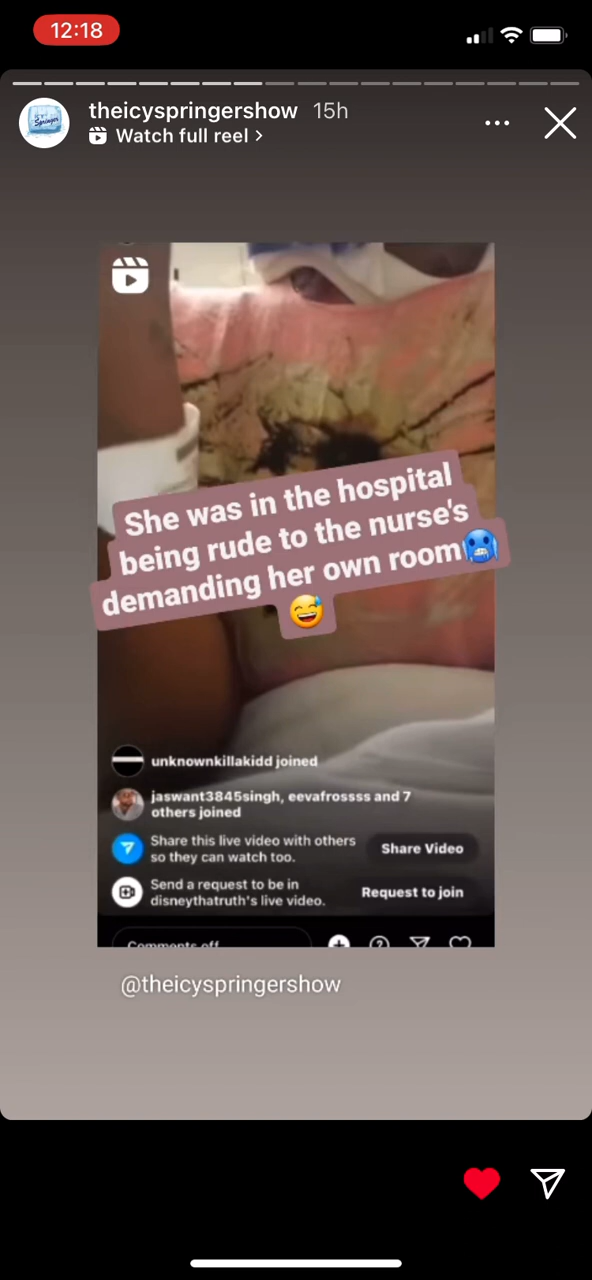 12:18
theicyspringershow 15h
Watch full reel >
She was in the hospital
being rude to the nurse's
demanding her own room🥶
😅
unknownkillakidd joined
jaswant3845singh, eevafrossss and 7
others joined
Share this live video with others
so they can watch too.
Share Video
Send a request to be in
disneythatruth's live video.
Request to join
Comments off
@theicyspringershow